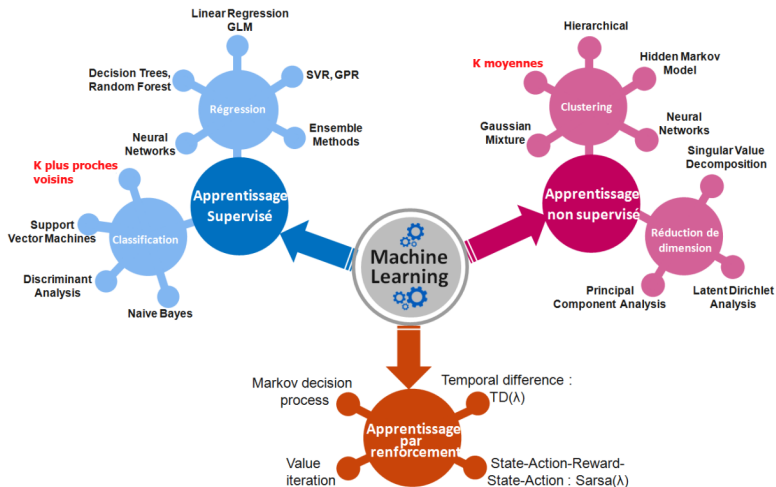 Linear Regression
GLM
Decision Trees,
Random Forest
SVR, GPR
Régression
Neural
Networks
Ensemble
Methods
K plus proches
voisins
Apprentissage
Supervisé
Support
Vector Machines
Classification
Discriminant
Analysis
Naive Bayes
Machine
Learning
Hierarchical
K moyennes
Hidden Markov
Model
Clustering
Gaussian
Mixture
Neural
Networks
Singular Value
Decomposition
Apprentissage
non supervisé
Réduction de
dimension
Principal
Component Analysis
Latent Dirichlet
Analysis
Markov decision
process
Temporal difference :
TD(λ)
Apprentissage
par
renforcement
Value
iteration
State-Action-Reward-
State-Action : Sarsa(λ)